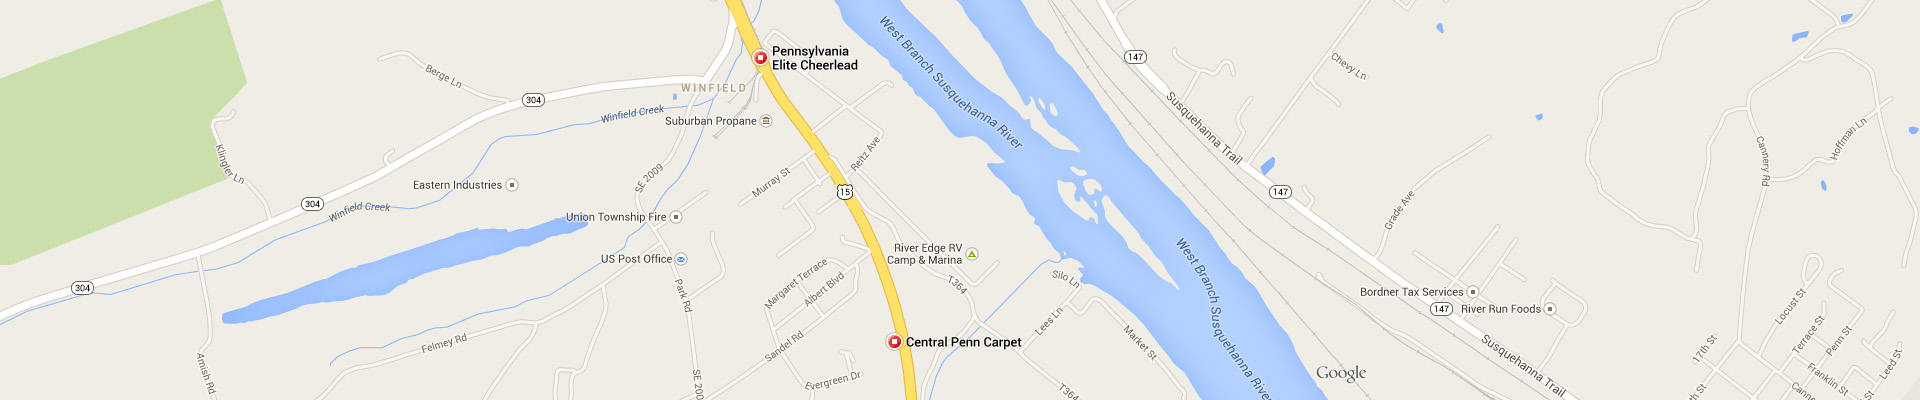 Pennsylvania
Elite Cheerlead
WINFIELD
Berge Ln
304
Winfield Creek
Suburban Propane
West Branch Susquehanna River
147
Susquehanna Trail
Chevy Ln
Hoffman Ln
Cannery Rd
Klingler Ln
Eastern Industries
SE 2009
Murray St
Reitz Ave
15
147
304
Winfield Creek
Union Township Fire
Grade Ave
US Post Office
River Edge RV
Camp & Marina
West Branch Susquehanna River
304
Park Rd
Margaret Terrace
Albert Blvd
T364
Silo Ln
Bordner Tax Services
147
River Run Foods
Locust St
Lees Ln
Market St
Terrace St
Penn St
Felmey Rd
Sandel Rd
Central Penn Carpet
Susquehanna Trail
17th St
Amish Rd
SE 200
Evergreen Dr
T364
Google
Franklin St
Leed St
th St
Canne